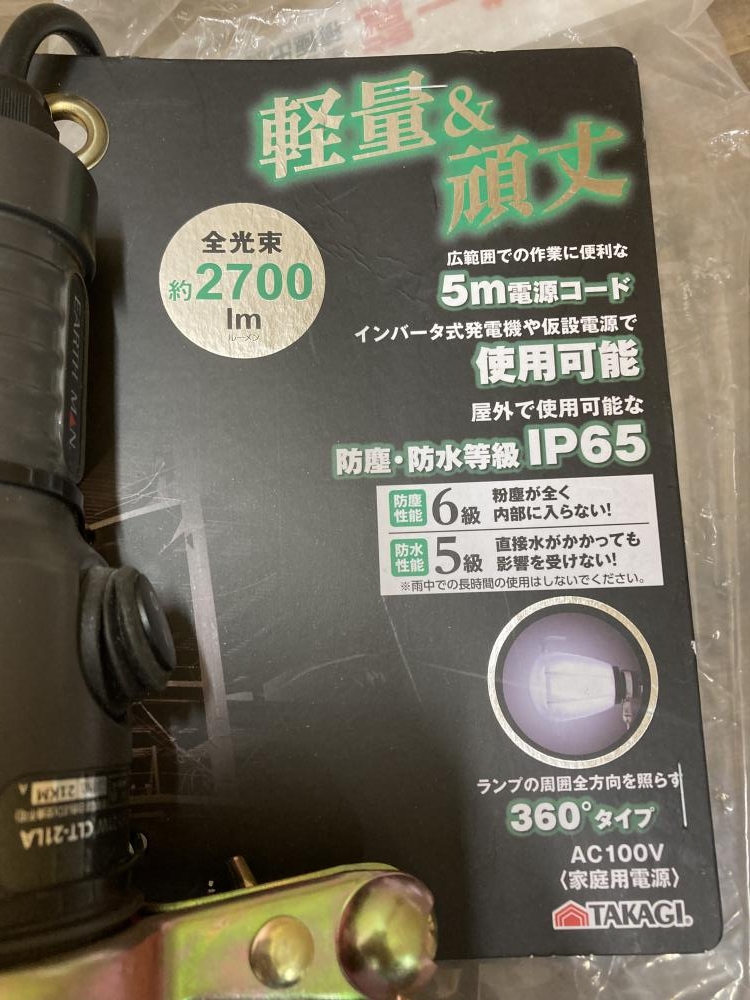 軽量&
頑丈
全光束
約2700
lm
ルーメン
広範囲での作業に便利な
5m電源コード
インバータ式発電機や仮設電源で
使用可能
屋外で使用可能な
防塵・防水等級 IP65
防塵性能 6級 粉塵が全く
内部に入らない!
防水性能 5級 直接水がかかっても
影響を受けない!
※雨中での長時間の使用はしないでください。
ランプの周囲全方向を照らす
360°タイプ
AC100V
〈家庭用電源〉
TAKAGI
EARTH MAN
CLT-21LA
21KM